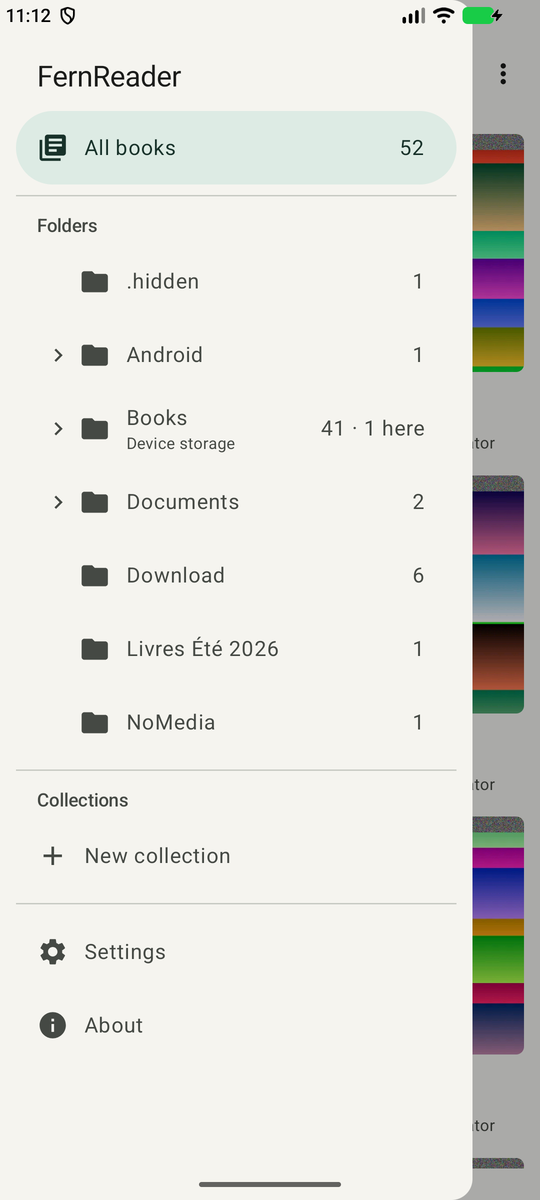 11:12
FernReader
All books 52
Folders
.hidden 1
Android 1
Books 41 · 1 here
Device storage
Documents 2
Download 6
Livres Été 2026 1
NoMedia 1
Collections
New collection
Settings
About